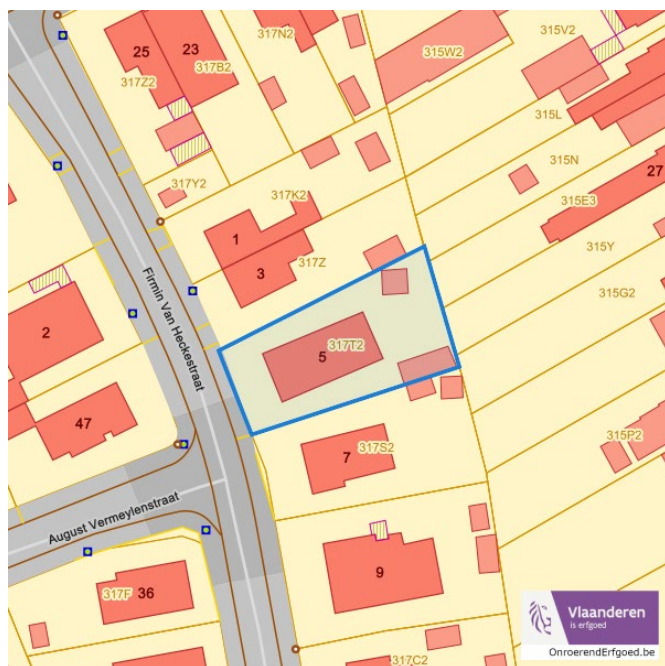 315V2
317N2
25
23
315W2
317Z2
317B2
315L
315N
27
317Y2
317K2
315E3
1
315Y
3
317Z
315G2
Firmin Van Heckestraat
2
317T2
5
47
315P2
7
317S2
August Vermeylenstraat
9
317F
36
Vlaanderen
is erfgoed
OnroerendErfgoed.be
317C2